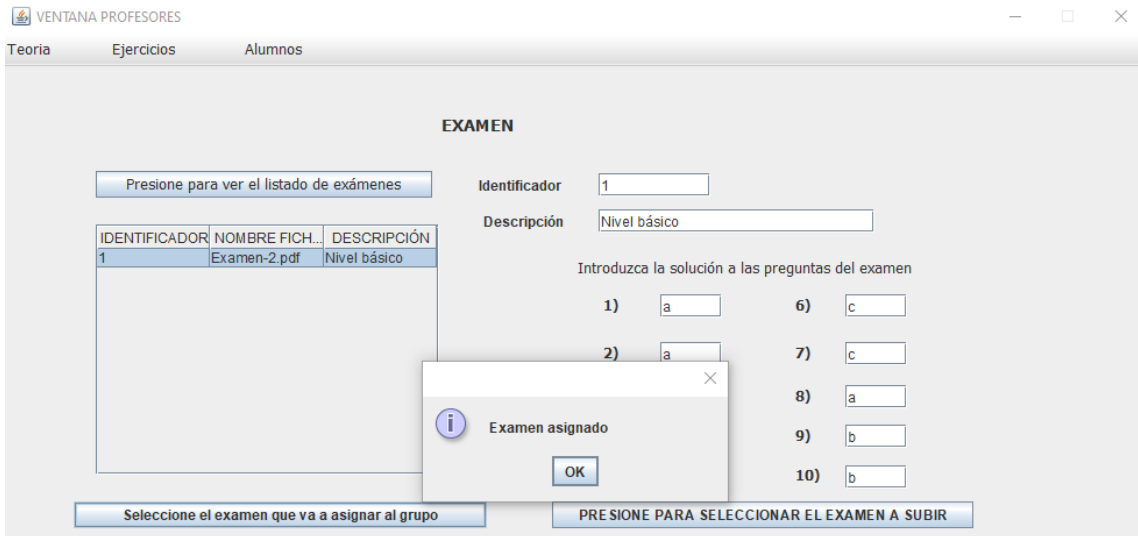 VENTANA PROFESORES
Teoria Ejercicios Alumnos
EXAMEN
Presione para ver el listado de exámenes
Identificador 1
Descripción Nivel básico
IDENTIFICADOR NOMBRE FICH... DESCRIPCIÓN
1 Examen-2.pdf Nivel básico
Introduzca la solución a las preguntas del examen
1) a 6) c
2) a 7) c
8) a
9) b
10) b
Examen asignado
OK
Seleccione el examen que va a asignar al grupo
PRESIONE PARA SELECCIONAR EL EXAMEN A SUBIR